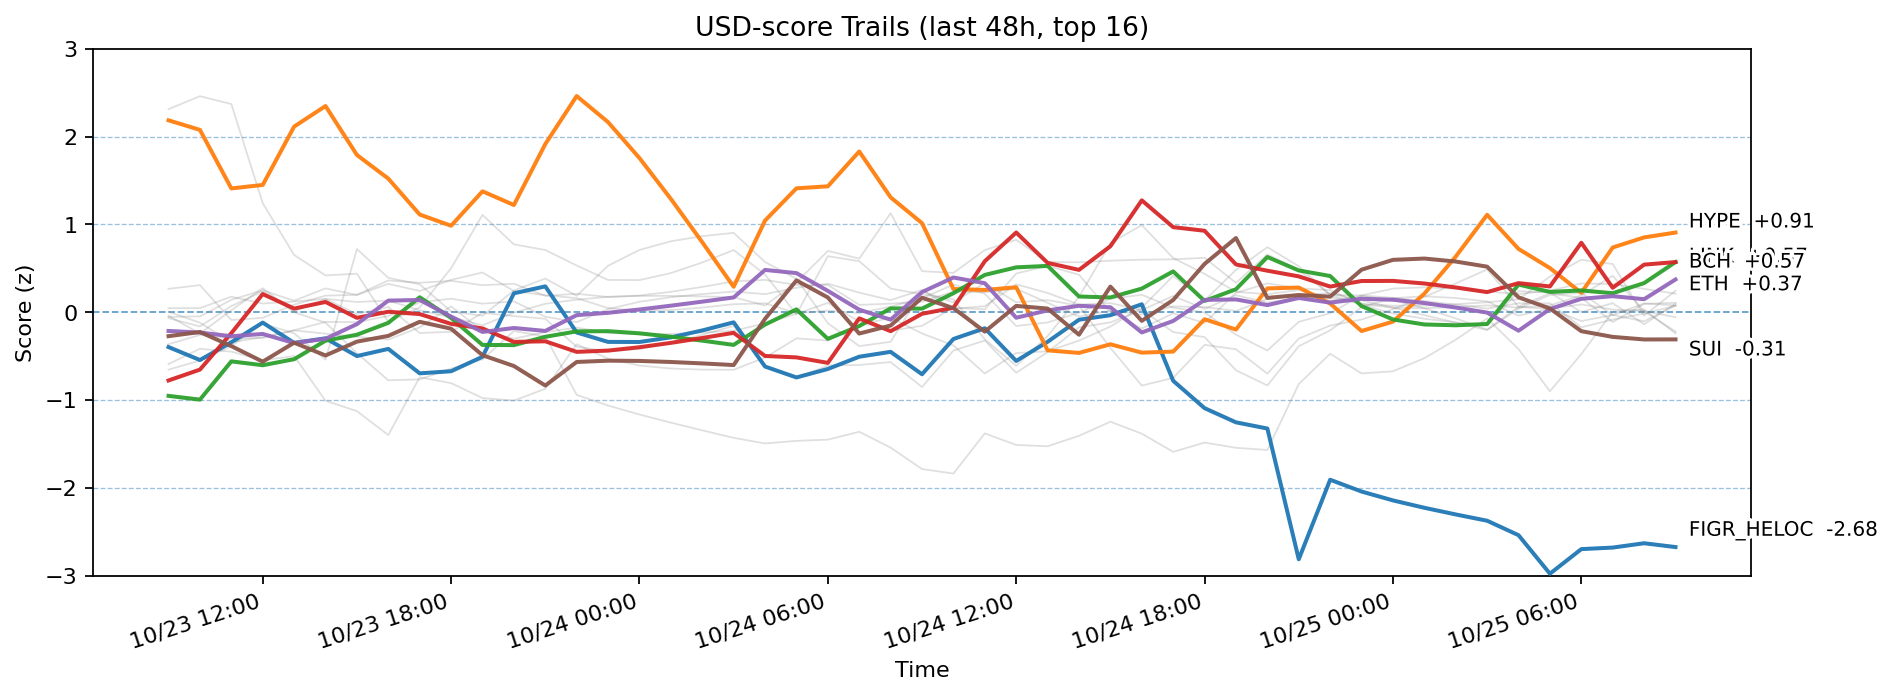 USD-score Trails (last 48h, top 16)
3
2
1
0
−1
−2
−3
Score (z)
HYPE +0.91
BCH +0.57
ETH +0.37
SUI -0.31
FIGR_HELOC -2.68
10/23 12:00
10/23 18:00
10/24 00:00
10/24 06:00
10/24 12:00
10/24 18:00
10/25 00:00
10/25 06:00
Time